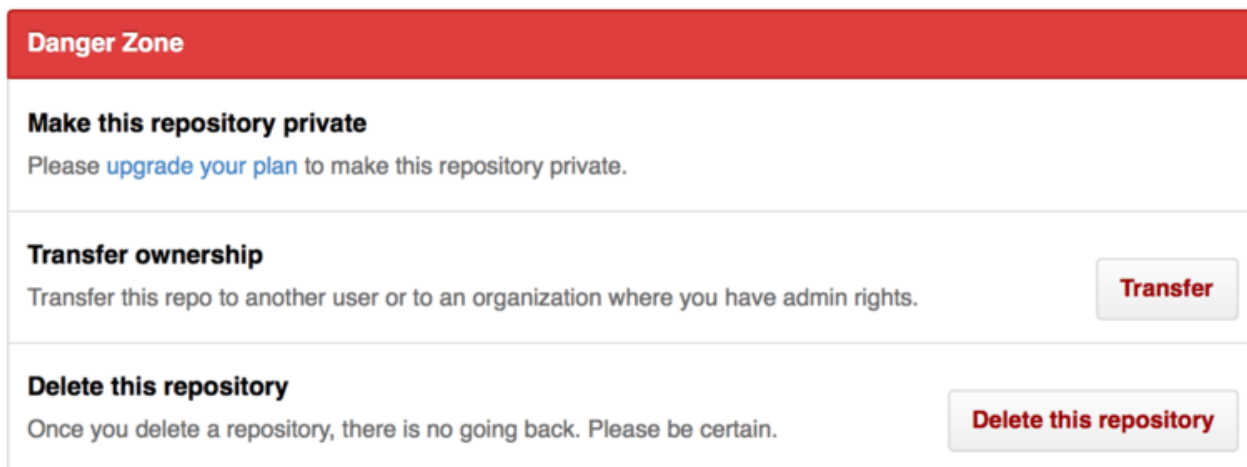 Danger Zone
Make this repository private
Please upgrade your plan to make this repository private.
Transfer ownership
Transfer this repo to another user or to an organization where you have admin rights.
Transfer
Delete this repository
Once you delete a repository, there is no going back. Please be certain.
Delete this repository